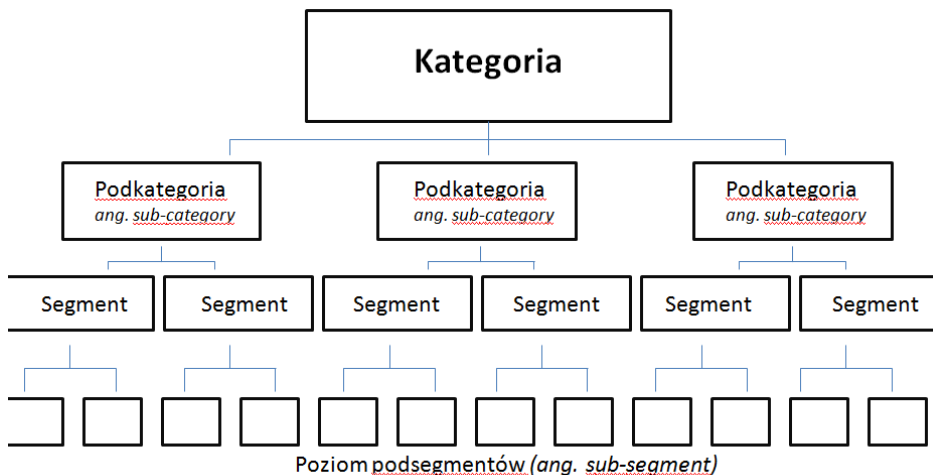 Kategoria
Podkategoria
ang. sub-category
Podkategoria
ang. sub-category
Podkategoria
ang. sub-category
Segment
Segment
Segment
Segment
Segment
Segment
Poziom podsegmentów (ang. sub-segment)